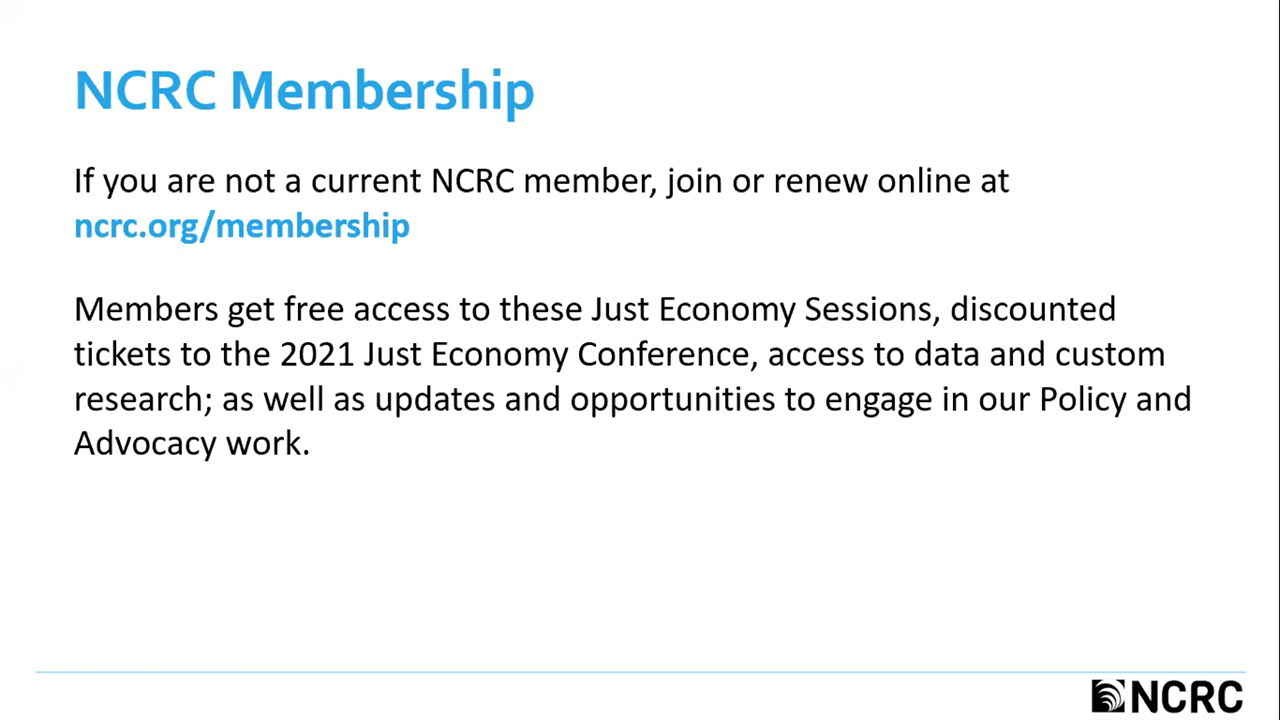 NCRC Membership
If you are not a current NCRC member, join or renew online at
ncrc.org/membership
Members get free access to these Just Economy Sessions, discounted
tickets to the 2021 Just Economy Conference, access to data and custom
research; as well as updates and opportunities to engage in our Policy and
Advocacy work.
NCRC